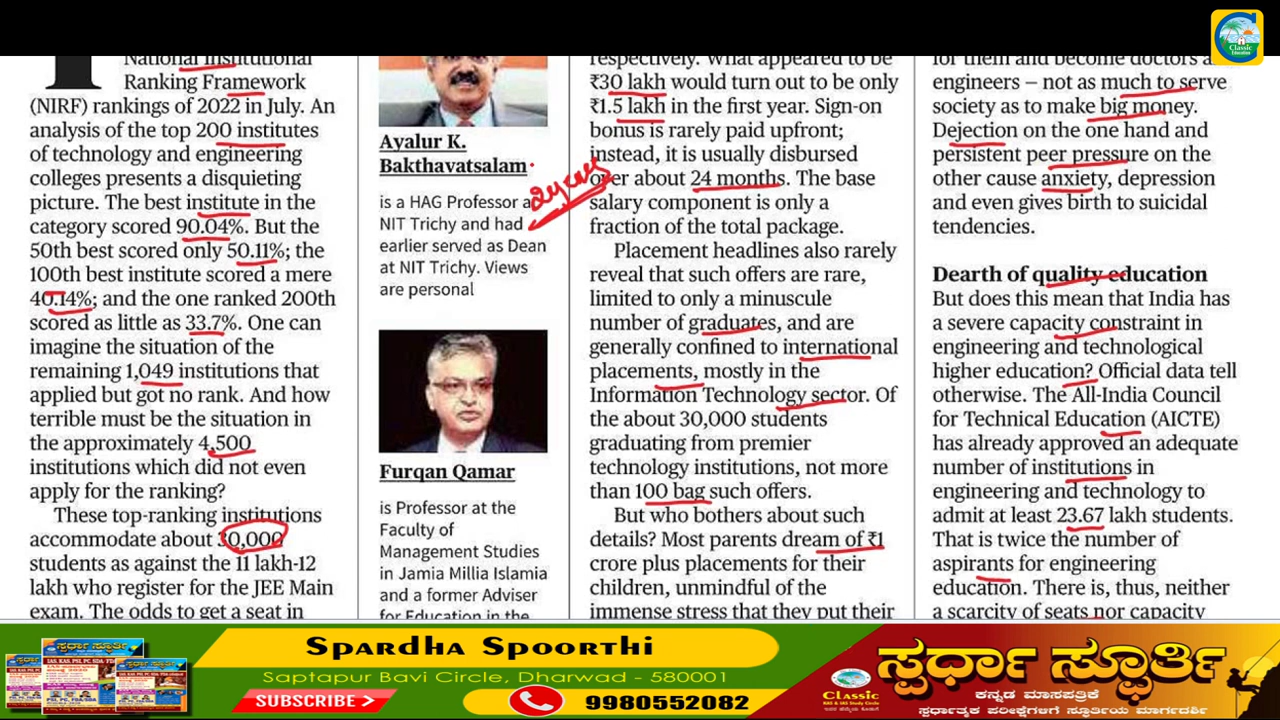 National Institutional
Ranking Framework
(NIRF) rankings of 2022 in July. An
analysis of the top 200 institutes
of technology and engineering
colleges presents a disquieting
picture. The best institute in the
category scored 90.04%. But the
50th best scored only 50.11%; the
100th best institute scored a mere
40.14%; and the one ranked 200th
scored as little as 33.7%. One can
imagine the situation of the
remaining 1,049 institutions that
applied but got no rank. And how
terrible must be the situation in
the approximately 4,500
institutions which did not even
apply for the ranking?
These top-ranking institutions
accommodate about 30,000
students as against the 11 lakh-12
lakh who register for the JEE Main
exam. The odds to get a seat in
Ayalur K.
Bakthavatsalam
is a HAG Professor a
NIT Trichy and had
earlier served as Dean
at NIT Trichy. Views
are personal
Furqan Qamar
is Professor at the
Faculty of
Management Studies
in Jamia Millia Islamia
and a former Adviser
for Education in the
respectively. What appeared to be
₹30 lakh would turn out to be only
₹1.5 lakh in the first year. Sign-on
bonus is rarely paid upfront;
instead, it is usually disbursed
over about 24 months. The base
salary component is only a
fraction of the total package.
Placement headlines also rarely
reveal that such offers are rare,
limited to only a minuscule
number of graduates, and are
generally confined to international
placements, mostly in the
Information Technology sector. Of
the about 30,000 students
graduating from premier
technology institutions, not more
than 100 bag such offers.
But who bothers about such
details? Most parents dream of ₹1
crore plus placements for their
children, unmindful of the
immense stress that they put their
for them and become doctors a
engineers – not as much to serve
society as to make big money.
Dejection on the one hand and
persistent peer pressure on the
other cause anxiety, depression
and even gives birth to suicidal
tendencies.
Dearth of quality education
But does this mean that India has
a severe capacity constraint in
engineering and technological
higher education? Official data tell
otherwise. The All-India Council
for Technical Education (AICTE)
has already approved an adequate
number of institutions in
engineering and technology to
admit at least 23.67 lakh students.
That is twice the number of
aspirants for engineering
education. There is, thus, neither
a scarcity of seats nor capacity
Classic
Education
Spardha Spoorthi
Saptapur Bavi Circle, Dharwad - 580001
SUBSCRIBE
9980552082
Classic
KAS & IAS Study Circle
ಸ್ಪರ್ಧಾ ಸ್ಫೂರ್ತಿ
ಕನ್ನಡ ಮಾಸಪತ್ರಿಕೆ
ಸ್ಪರ್ಧಾತ್ಮಕ ಪರೀಕ್ಷೆಗಳಿಗೆ ಸ್ಫೂರ್ತಿಯ ಮಾರ್ಗದರ್ಶಿ